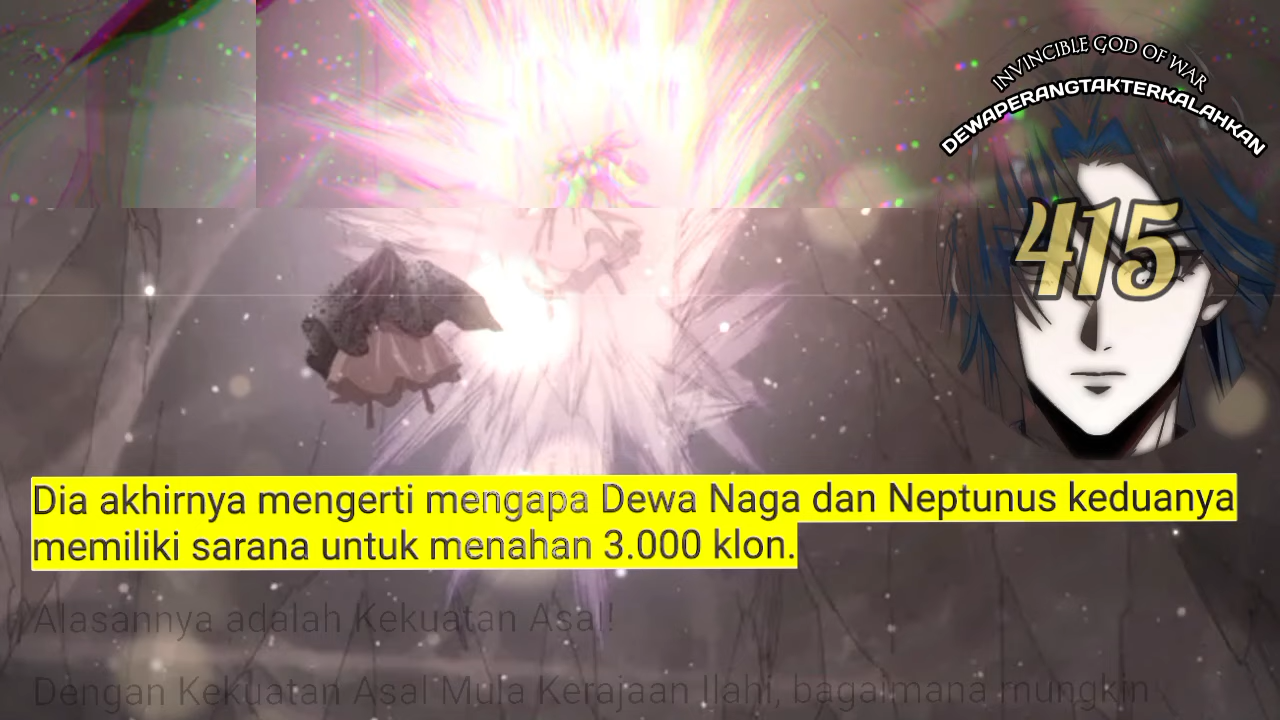 INVINCIBLE GOD OF WAR
DEWAPERANGTAKTERKALAHKAN
415
Dia akhirnya mengerti mengapa Dewa Naga dan Neptunus keduanya
memiliki sarana untuk menahan 3.000 klon.
Alasannya adalah Kekuatan Asal!
Dengan Kekuatan Asal Mula Kerajaan Ilahi, bagaimana mungkin